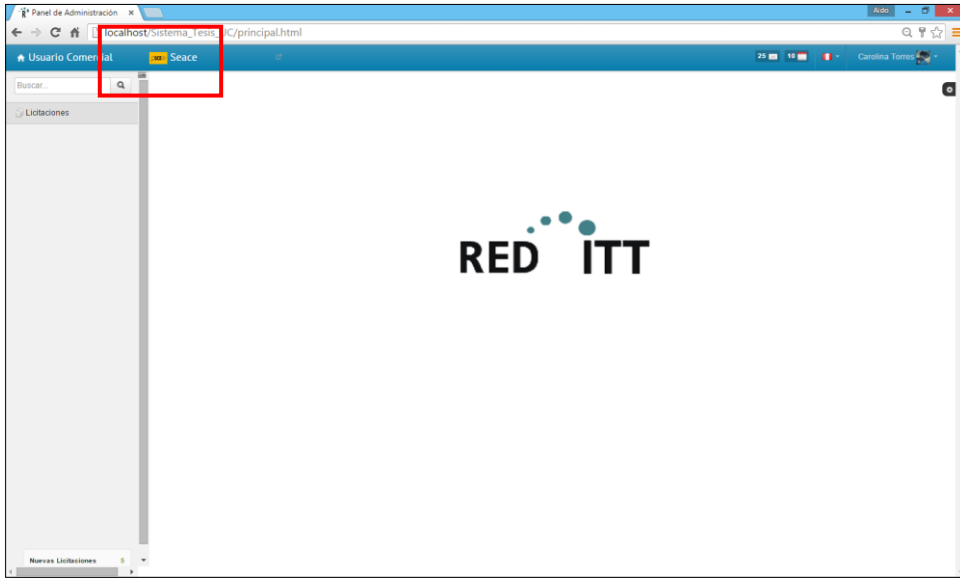 Panel de Administración
Aldo
localhost/Sistema_Tesis_UC/principal.html
Usuario Comercial
Seace
25
10
Carolina Torres
Buscar...
Licitaciones
RED ITT
Nuevas Licitaciones 5